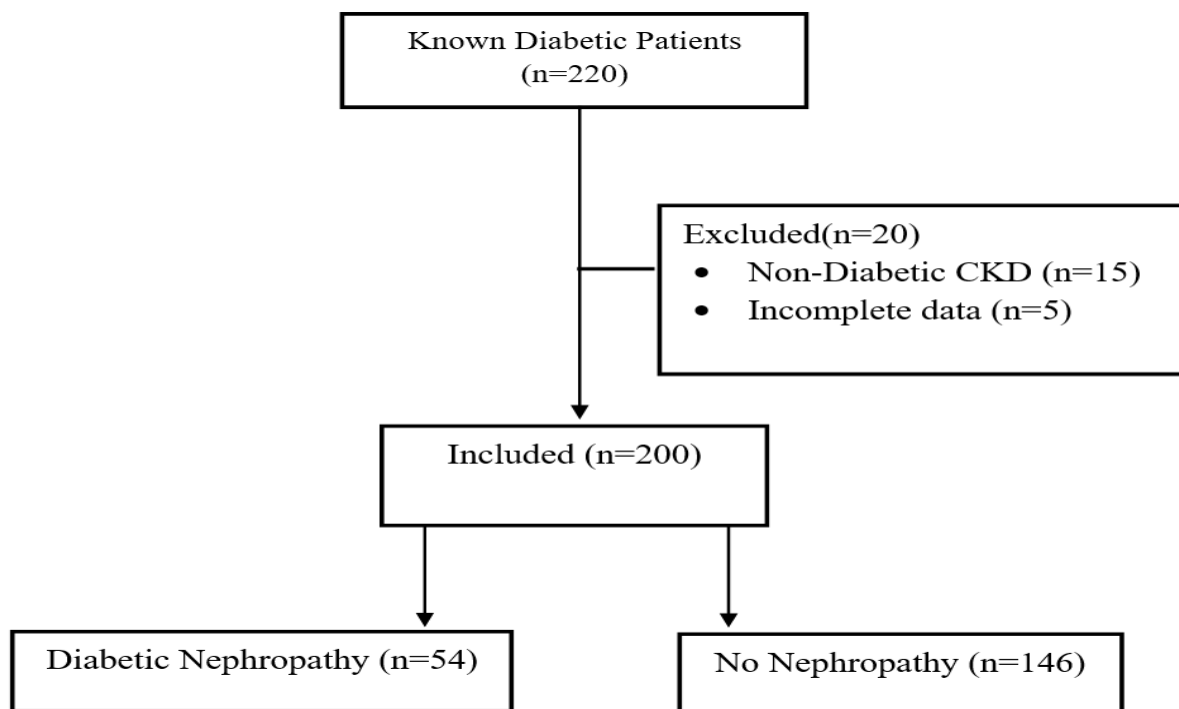 Known Diabetic Patients
(n=220)
Excluded(n=20)
• Non-Diabetic CKD (n=15)
• Incomplete data (n=5)
Included (n=200)
Diabetic Nephropathy (n=54)
No Nephropathy (n=146)